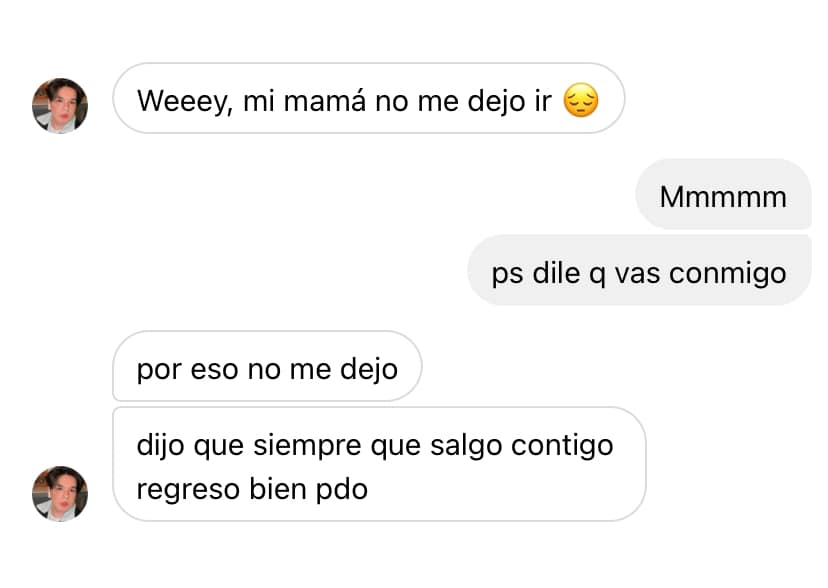 Weeey, mi mamá no me dejo ir 😔
Mmmmm
ps dile q vas conmigo
por eso no me dejo
dijo que siempre que salgo contigo
regreso bien pdo